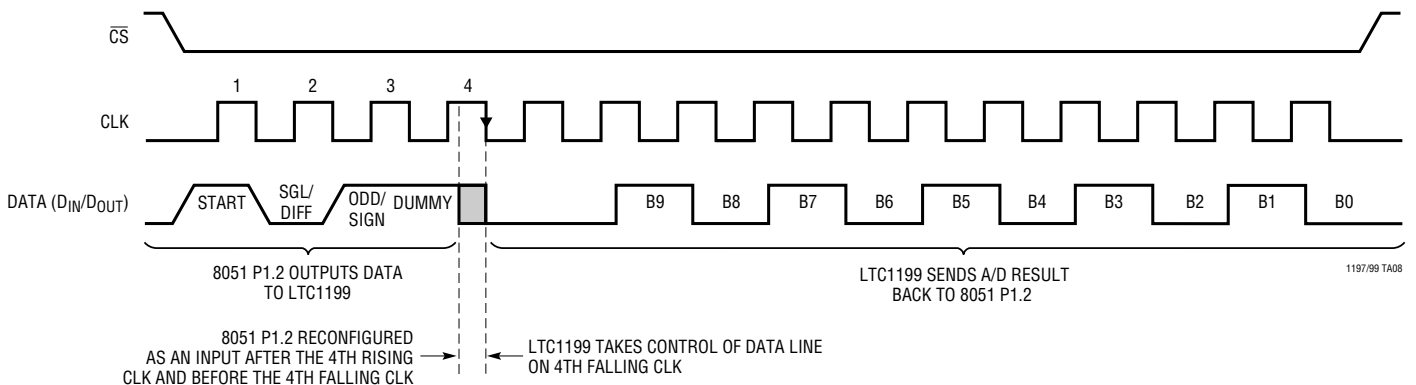 CS
1 2 3 4
CLK
DATA (DIN/DOUT)
START
SGL/
DIFF
ODD/
SIGN
DUMMY
B9 B8 B7 B6 B5 B4 B3 B2 B1 B0
8051 P1.2 OUTPUTS DATA
TO LTC1199
LTC1199 SENDS A/D RESULT
BACK TO 8051 P1.2
1197/99 TA08
8051 P1.2 RECONFIGURED
AS AN INPUT AFTER THE 4TH RISING
CLK AND BEFORE THE 4TH FALLING CLK
LTC1199 TAKES CONTROL OF DATA LINE
ON 4TH FALLING CLK